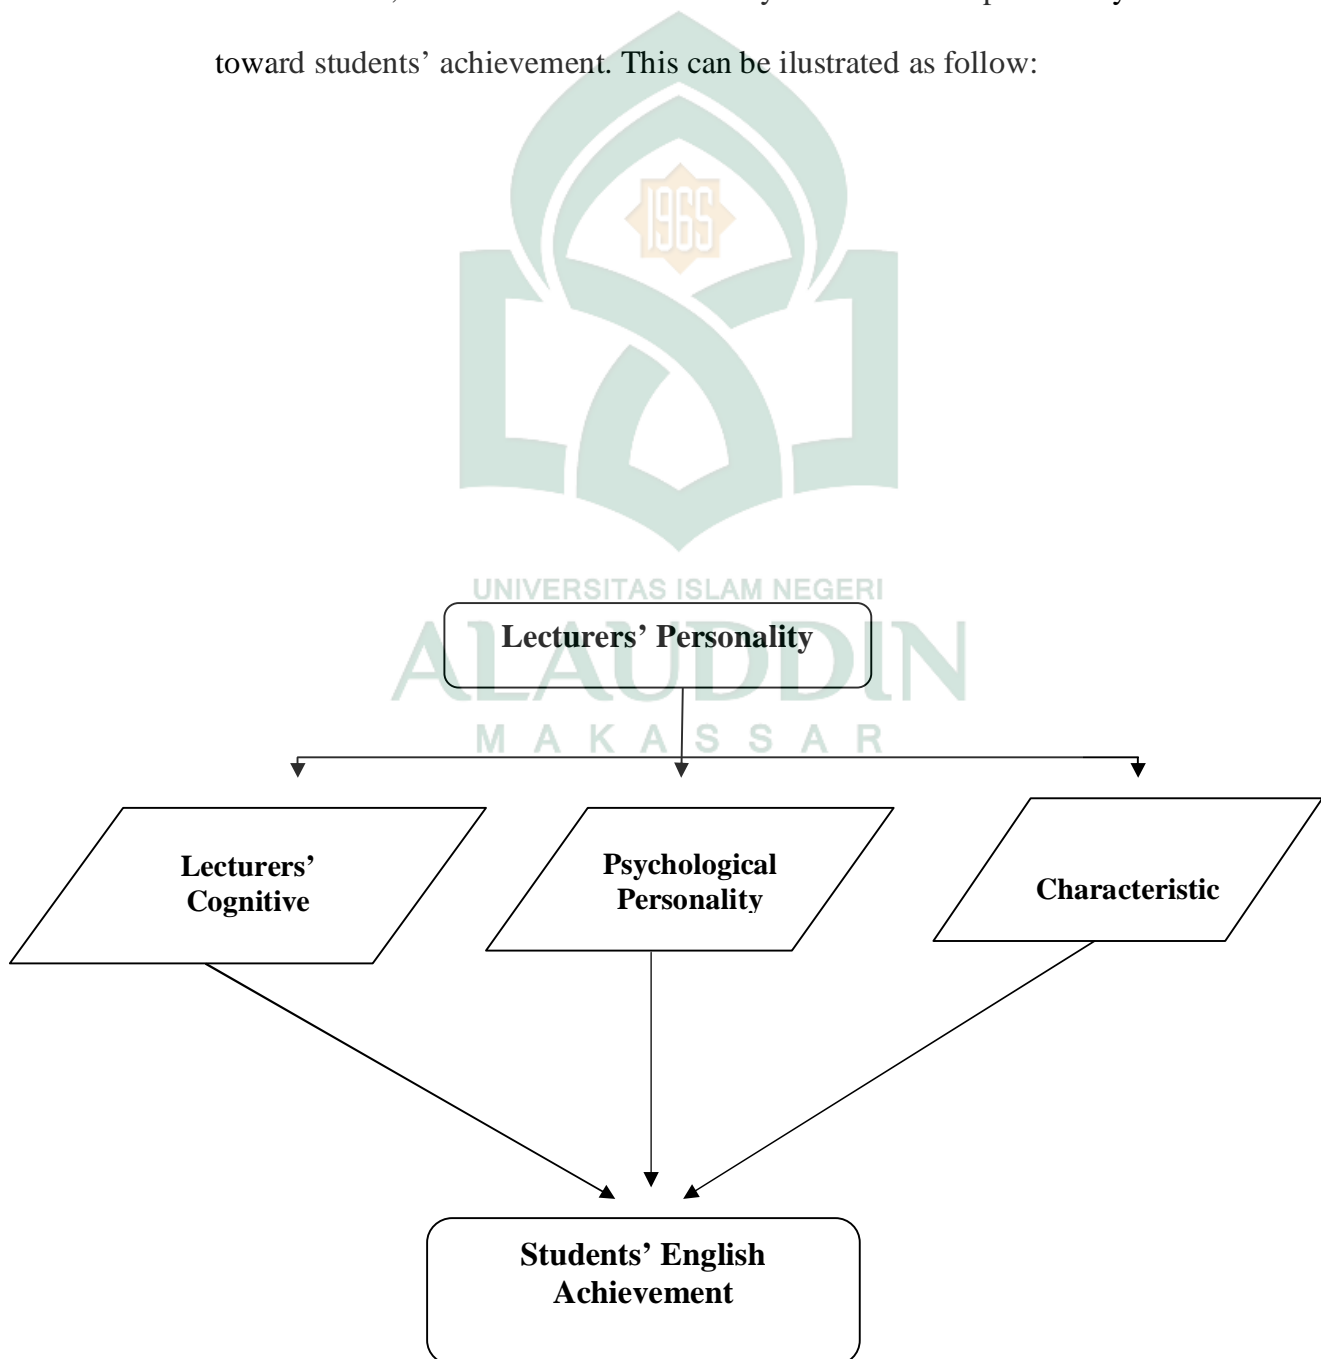 toward students’ achievement. This can be ilustrated as follow:
1965
UNIVERSITAS ISLAM NEGERI
Lecturers’ Personality
ALAUDDIN
MAKASSAR
Lecturers’
Cognitive
Psychological
Personality
Characteristic
Students’ English
Achievement